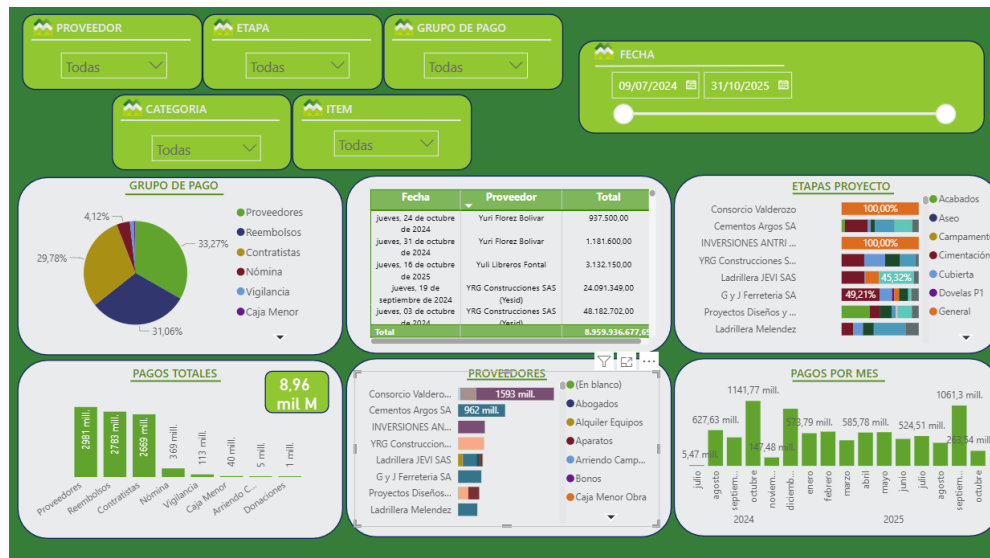 PROVEEDOR
Todas
ETAPA
Todas
GRUPO DE PAGO
Todas
FECHA
09/07/2024
31/10/2025
CATEGORIA
Todas
ITEM
Todas
GRUPO DE PAGO
4,12%
33,27%
29,78%
31,06%
Proveedores
Reembolsos
Contratistas
Nómina
Vigilancia
Caja Menor
Fecha Proveedor Total
jueves, 24 de octubre
de 2024
Yuri Florez Bolivar
937.500,00
jueves, 31 de octubre
de 2024
Yuri Florez Bolivar
1.181.600,00
jueves, 16 de octubre
de 2025
Yuli Libreros Fontal
3.132.150,00
jueves, 19 de
septiembre de 2024
YRG Construcciones SAS
(Yesid)
24.091.349,00
jueves, 03 de octubre
de 2024
YRG Construcciones SAS
(Yesid)
48.182.702,00
Total 8.959.936.677,65
ETAPAS PROYECTO
Consorcio Valderozo 100,00%
Cementos Argos SA
INVERSIONES ANTRI ... 100,00%
YRG Construcciones S...
Ladrillera JEVI SAS 45,32%
G y J Ferreteria SA 49,21%
Proyectos Diseños y ...
Ladrillera Melendez
Acabados
Aseo
Campament
Cimentación
Cubierta
Dovelas P1
General
PAGOS TOTALES
8,96
mil M
2981 mill.
2783 mill.
2669 mill.
369 mill.
113 mill.
40 mill.
5 mill.
1 mill.
Proveedores
Reembolsos
Contratistas
Nómina
Vigilancia
Caja Menor
Arriendo C...
Donaciones
PROVEEDORES
Consorcio Valdero... 1593 mill.
Cementos Argos SA 962 mill.
INVERSIONES AN...
YRG Construccion...
Ladrillera JEVI SAS
G y J Ferreteria SA
Proyectos Diseños...
Ladrillera Melendez
(En blanco)
Abogados
Alquiler Equipos
Aparatos
Arriendo Camp...
Bonos
Caja Menor Obra
PAGOS POR MES
5,47 mill.
627,63 mill.
1141,77 mill.
147,48 mill.
573,79 mill.
585,78 mill.
524,51 mill.
1061,3 mill.
263,54 mill.
julio
agosto
septiem...
octubre
noviem...
diciemb...
enero
febrero
marzo
abril
mayo
junio
julio
agosto
septiem...
octubre
2024
2025